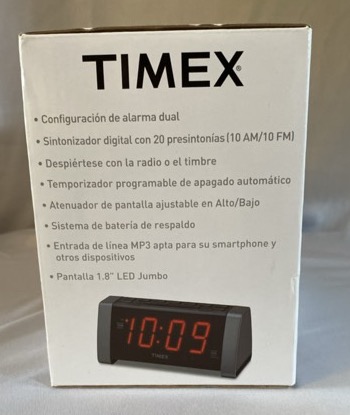 TIMEX®
• Configuración de alarma dual
• Sintonizador digital con 20 presintonías (10 AM/10 FM)
• Despiértese con la radio o el timbre
• Temporizador programable de apagado automático
• Atenuador de pantalla ajustable en Alto/Bajo
• Sistema de batería de respaldo
• Entrada de línea MP3 apta para su smartphone y
otros dispositivos
• Pantalla 1.8" LED Jumbo
10:09
TIMEX